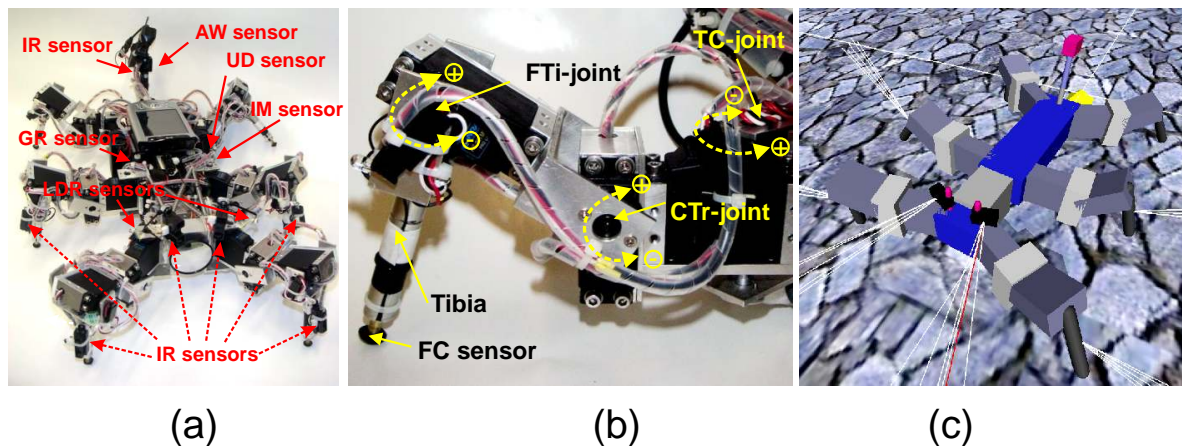 IR sensor
AW sensor
UD sensor
IM sensor
GR sensor
LDR sensors
IR sensors
TC-joint
FTi-joint
CTr-joint
Tibia
FC sensor
+
-
-
+
+
-
(a)
(b)
(c)